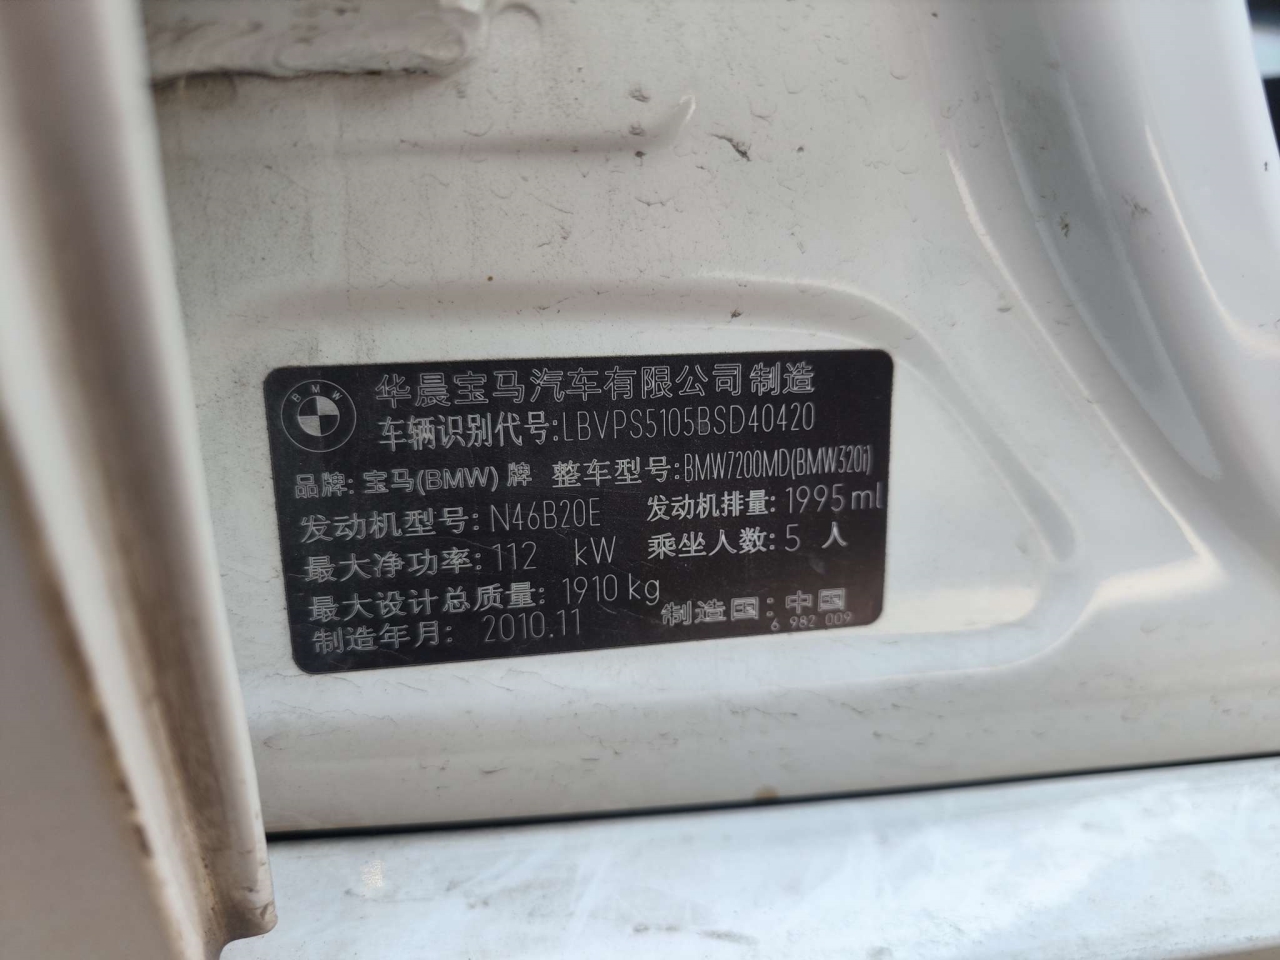 BMW
华晨宝马汽车有限公司制造
车辆识别代号:LBVPS5105BSD40420
品牌: 宝马(BMW) 牌 整车型号:BMW7200MD(BMW320i)
发动机型号: N46B20E 发动机排量: 1995 ml
最大净功率: 112 kW 乘坐人数: 5 人
最大设计总质量: 1910 kg
制造年月: 2010.11 制造国: 中国
6 982 009